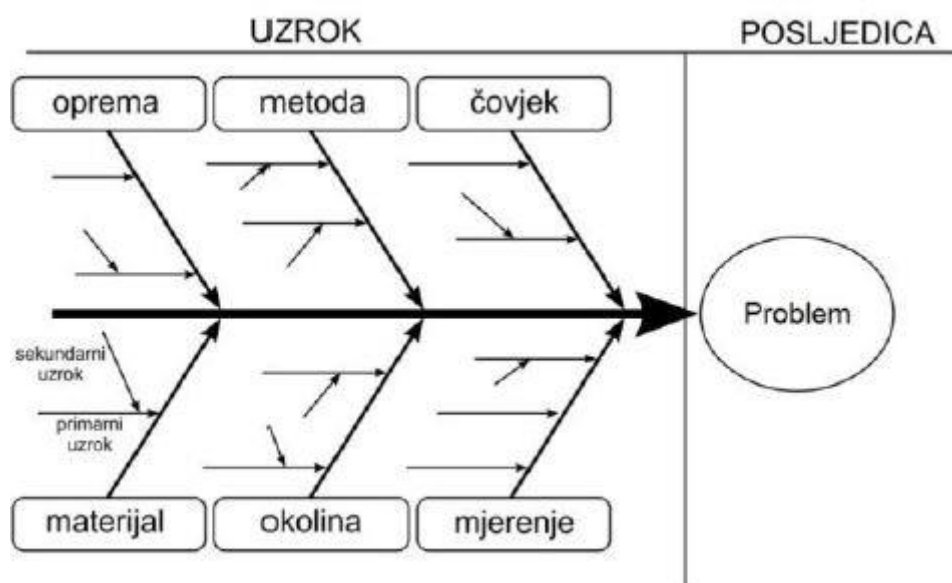 UZROK
POSLJEDICA
oprema
metoda
čovjek
Problem
sekundarni
uzrok
primarni
uzrok
materijal
okolina
mjerenje